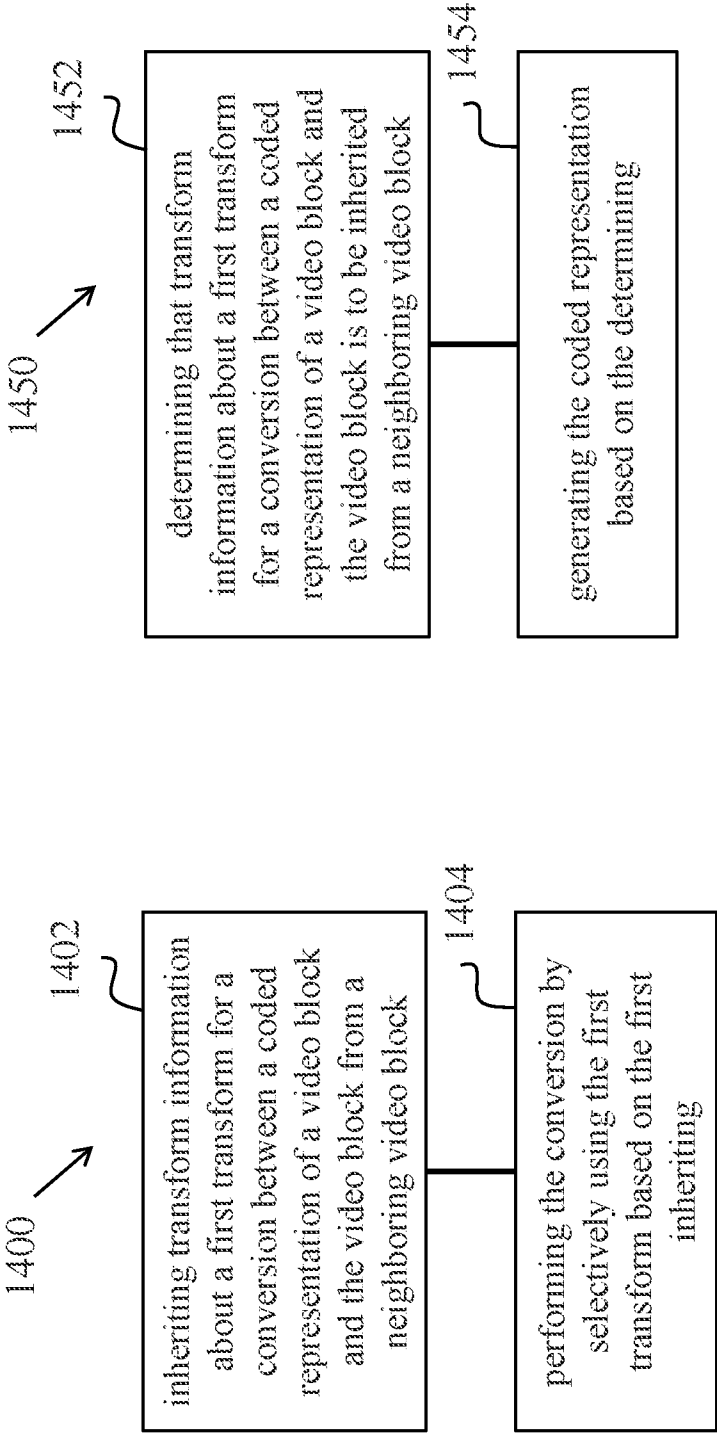 1400
1402
inheriting transform information
about a first transform for a
conversion between a coded
representation of a video block
and the video block from a
neighboring video block
1404
performing the conversion by
selectively using the first
transform based on the first
inheriting
1450
1452
determining that transform
information about a first transform
for a conversion between a coded
representation of a video block and
the video block is to be inherited
from a neighboring video block
1454
generating the coded representation
based on the determining